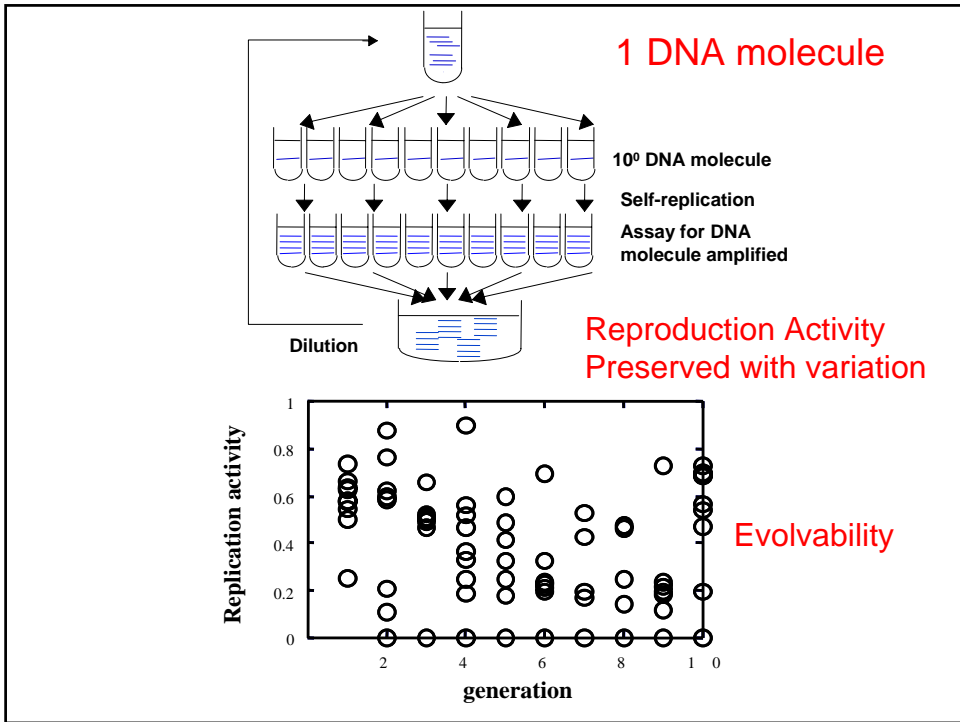 1 DNA molecule
10⁰ DNA molecule
Self-replication
Assay for DNA
molecule amplified
Dilution
Reproduction Activity
Preserved with variation
Replication activity
1
0.8
0.6
0.4
0.2
0
2 4 6 8 1 0
generation
Evolvability